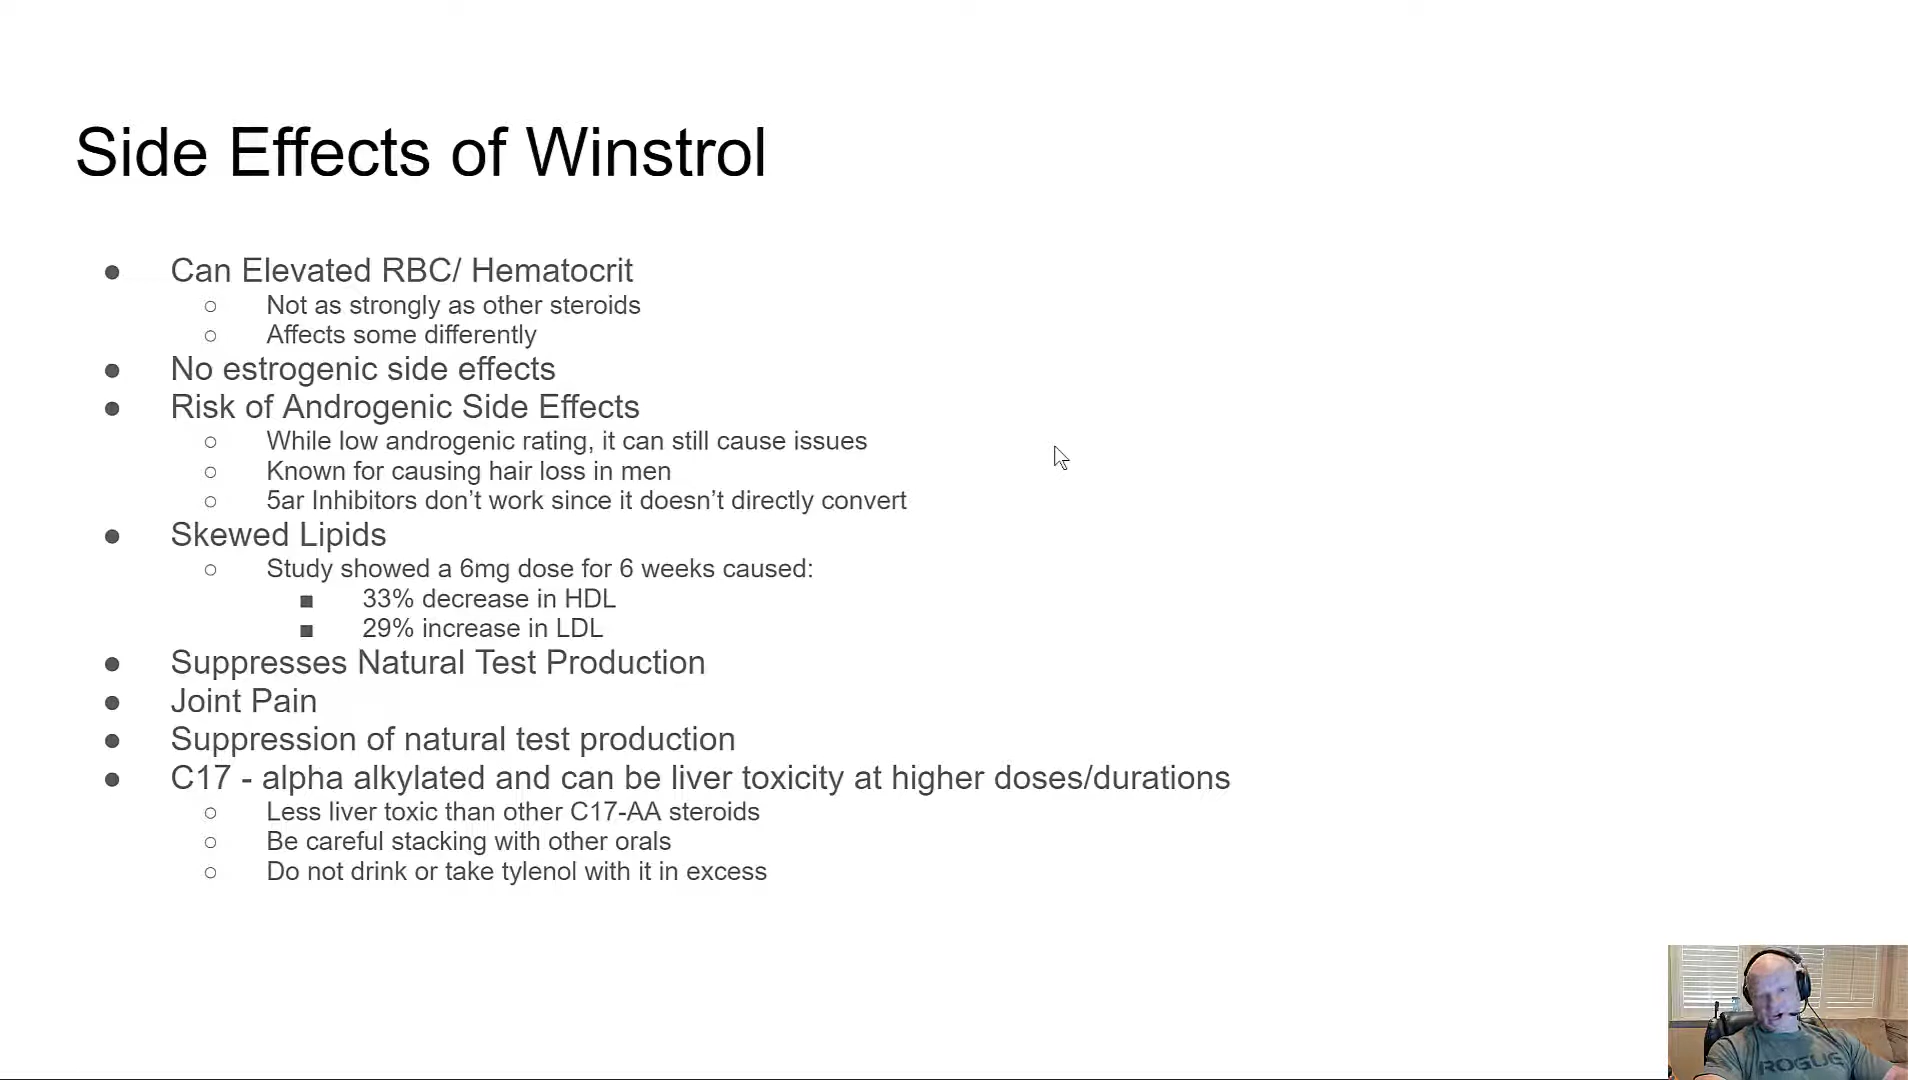 Side Effects of Winstrol
● Can Elevated RBC/ Hematocrit
○ Not as strongly as other steroids
○ Affects some differently
● No estrogenic side effects
● Risk of Androgenic Side Effects
○ While low androgenic rating, it can still cause issues
○ Known for causing hair loss in men
○ 5ar Inhibitors don’t work since it doesn’t directly convert
● Skewed Lipids
○ Study showed a 6mg dose for 6 weeks caused:
■ 33% decrease in HDL
■ 29% increase in LDL
● Suppresses Natural Test Production
● Joint Pain
● Suppression of natural test production
● C17 - alpha alkylated and can be liver toxicity at higher doses/durations
○ Less liver toxic than other C17-AA steroids
○ Be careful stacking with other orals
○ Do not drink or take tylenol with it in excess
ROGUE